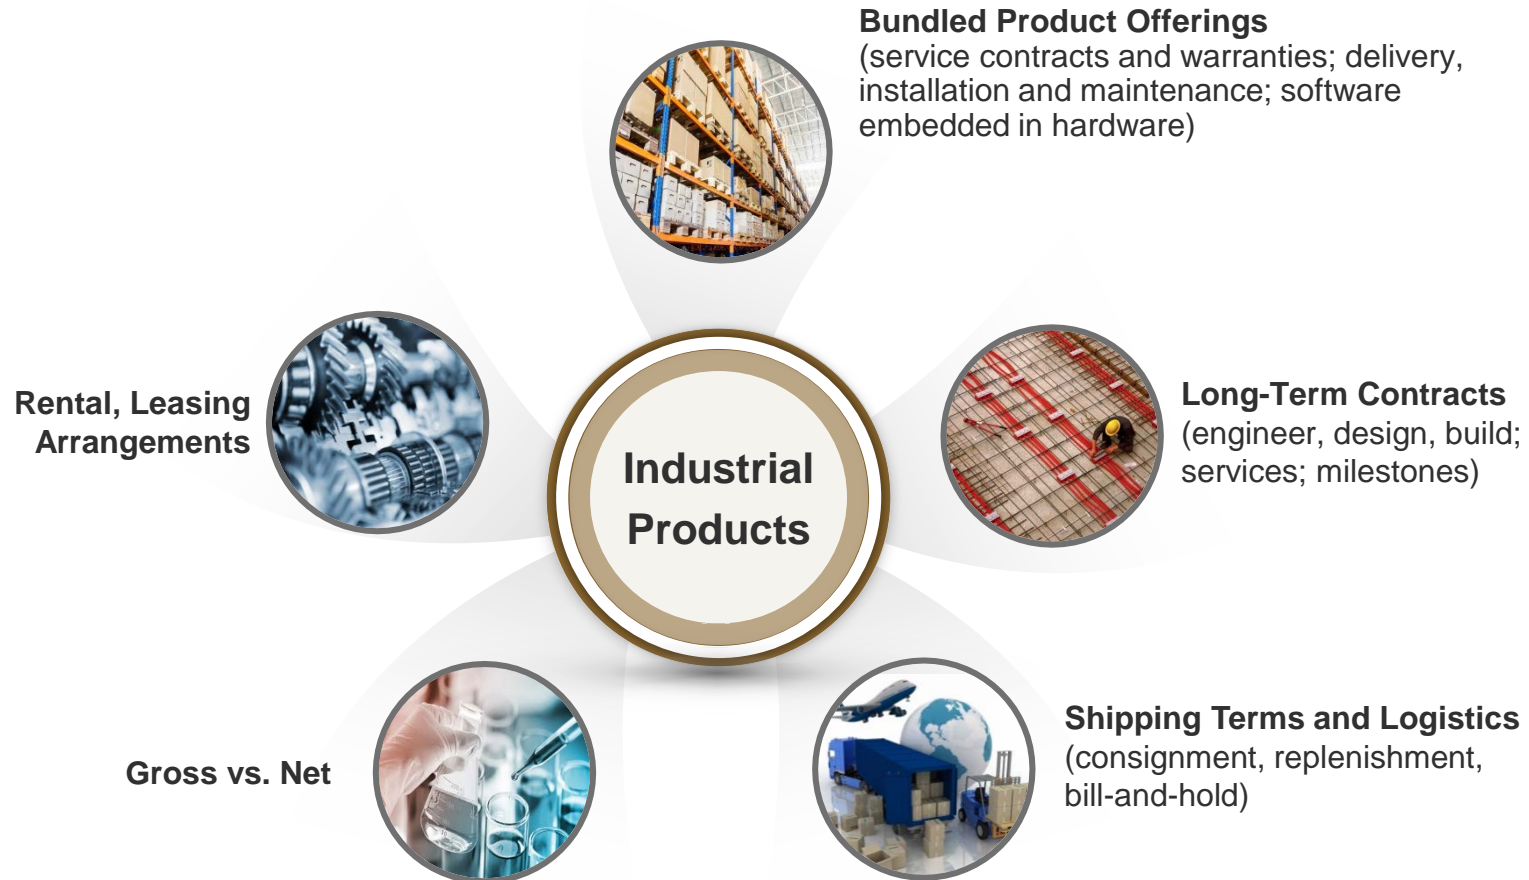 Bundled Product Offerings
(service contracts and warranties; delivery,
installation and maintenance; software
embedded in hardware)
Rental, Leasing
Arrangements
Long-Term Contracts
(engineer, design, build;
services; milestones)
Industrial
Products
Shipping Terms and Logistics
(consignment, replenishment,
bill-and-hold)
Gross vs. Net